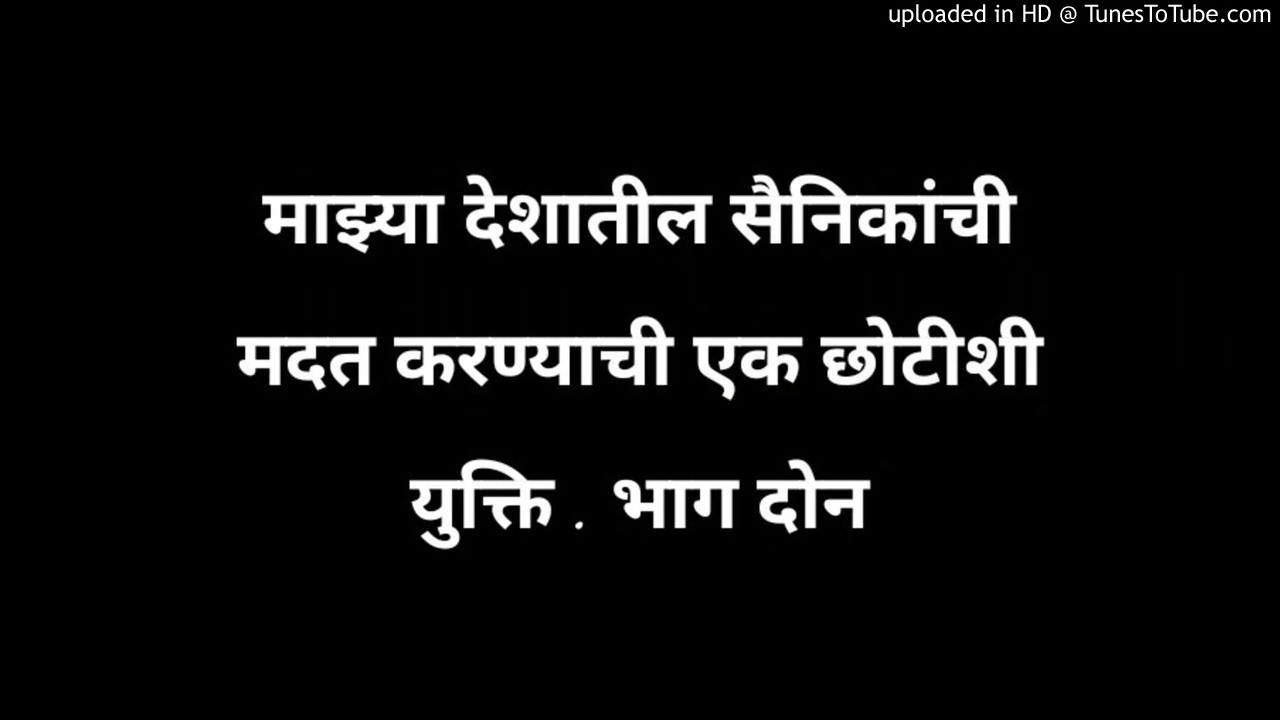 uploaded in HD @ TunesToTube.com
माझ्या देशातील सैनिकांची
मदत करण्याची एक छोटीशी
युक्ति . भाग दोन